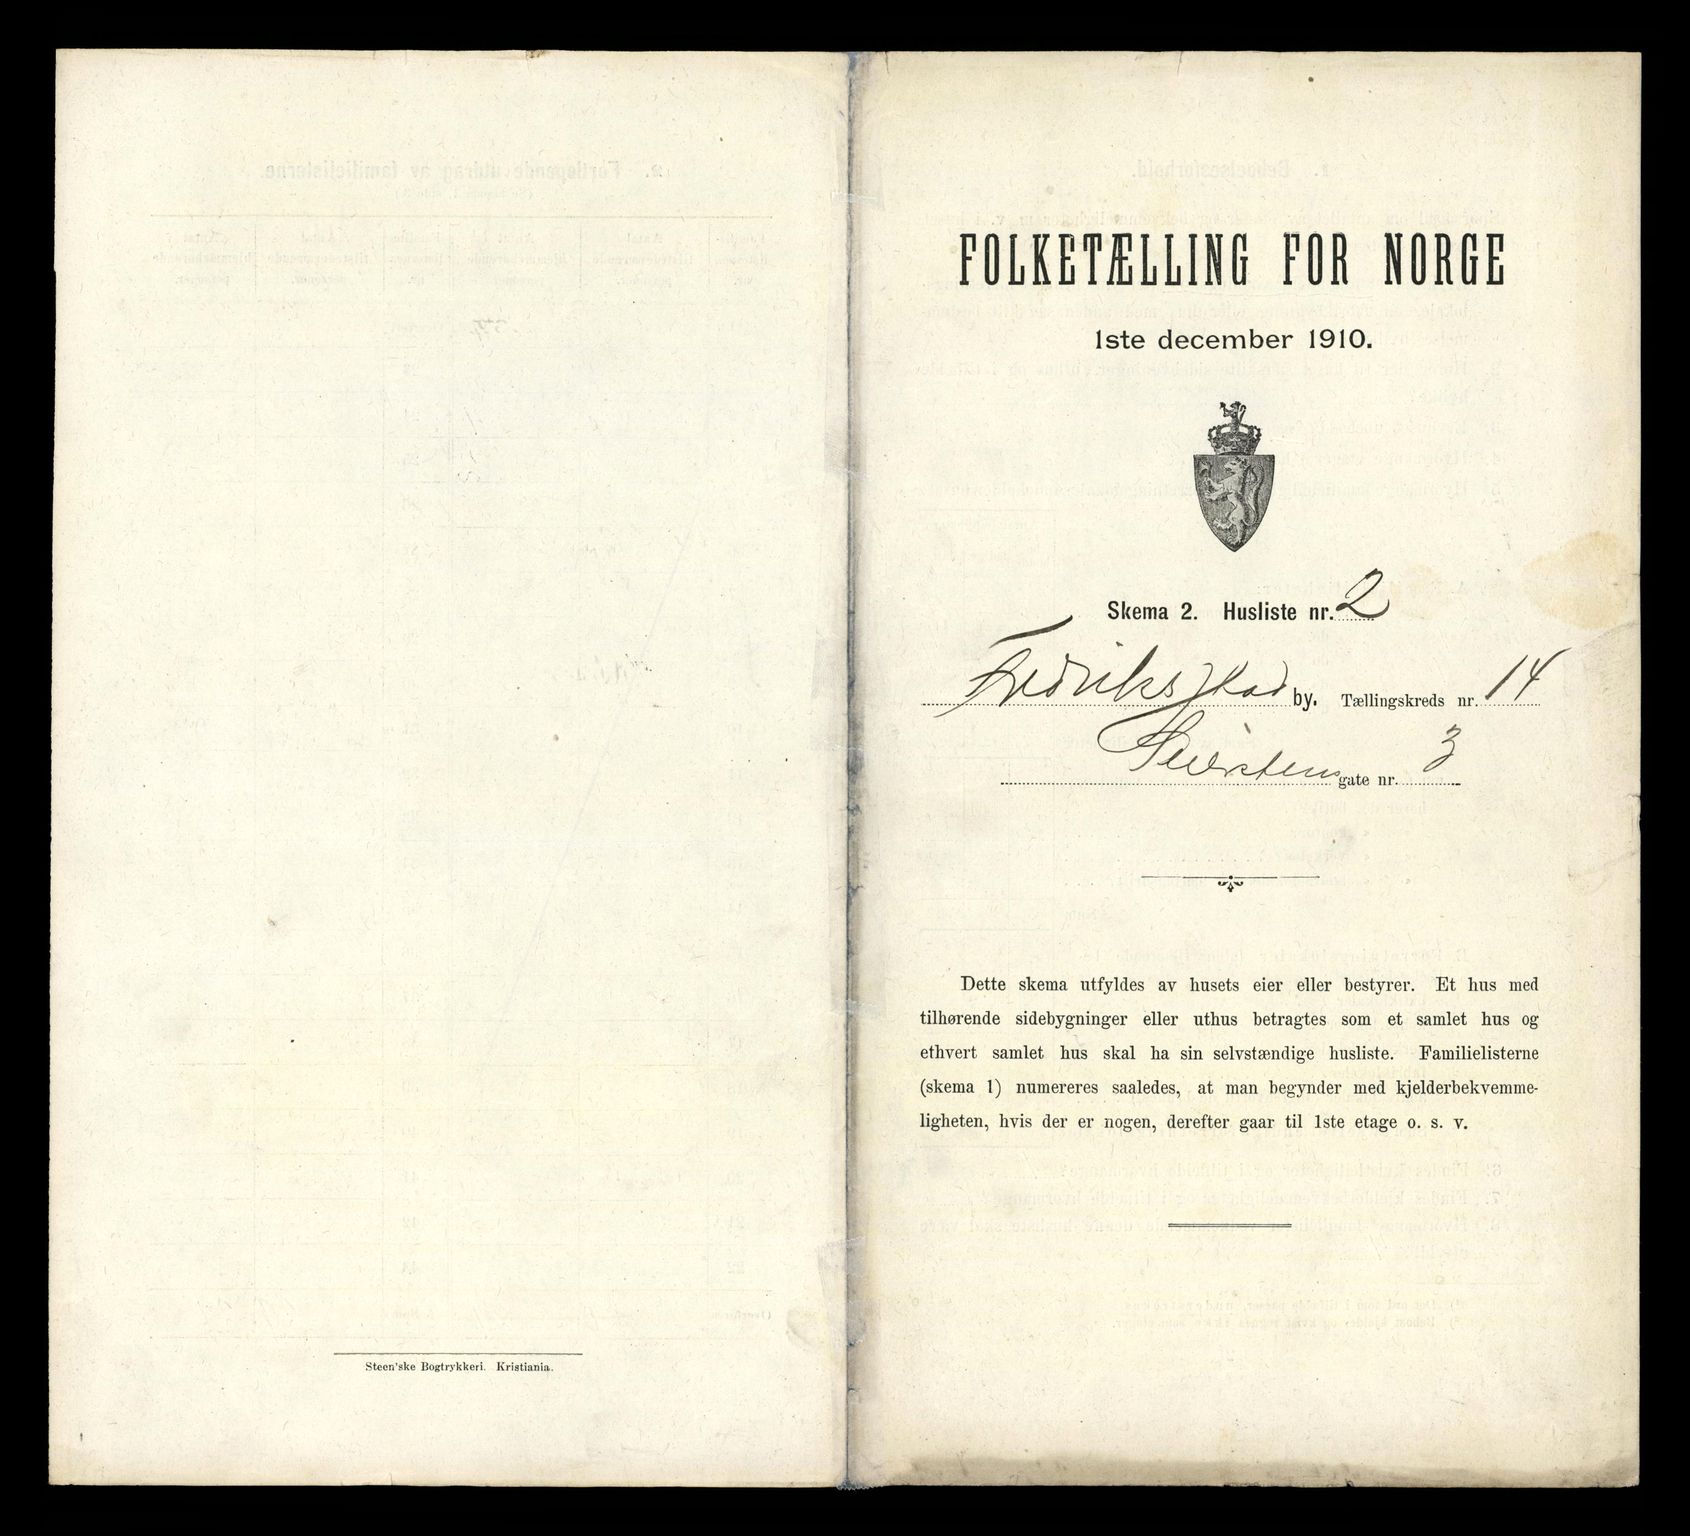 Steen'ske Bogtrykkeri. Kristiania.
FOLKETÆLLING FOR NORGE
1ste december 1910.
Skema 2. Husliste nr. 2
Fredrikstad by. Tællingskreds nr. 14
gate nr. 3
Dette skema utfyldes av husets eier eller bestyrer. Et hus med
tilhørende sidebygninger eller uthus betragtes som et samlet hus og
ethvert samlet hus skal ha sin selvstændige husliste. Familielisterne
(skema 1) numereres saaledes, at man begynder med kjelderbekvemme-
ligheten, hvis der er nogen, derefter gaar til 1ste etage o. s. v.